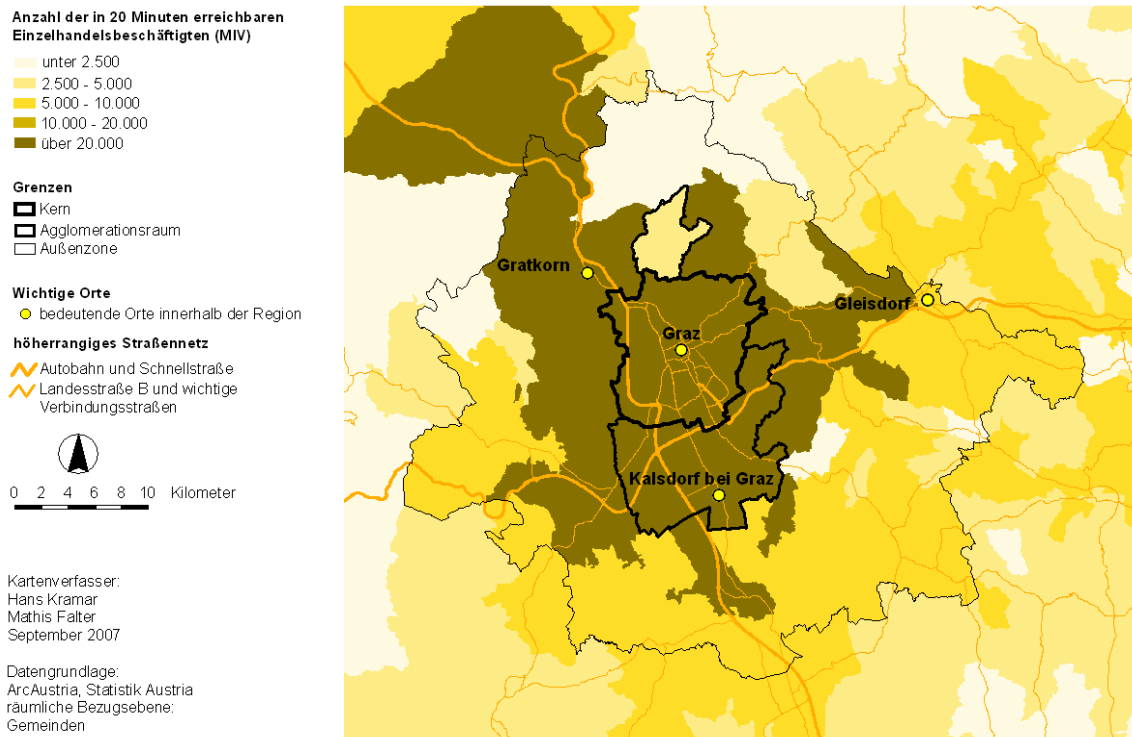 Anzahl der in 20 Minuten erreichbaren
Einzelhandelsbeschäftigten (MIV)
unter 2.500
2.500 - 5.000
5.000 - 10.000
10.000 - 20.000
über 20.000
Grenzen
Kern
Agglomerationsraum
Außenzone
Wichtige Orte
bedeutende Orte innerhalb der Region
höherrangiges Straßennetz
Autobahn und Schnellstraße
Landesstraße B und wichtige
Verbindungsstraßen
0 2 4 6 8 10 Kilometer
Kartenverfasser:
Hans Kramar
Mathis Falter
September 2007
Datengrundlage:
ArcAustria, Statistik Austria
räumliche Bezugsebene:
Gemeinden
Gratkorn
Gleisdorf
Graz
Kalsdorf bei Graz